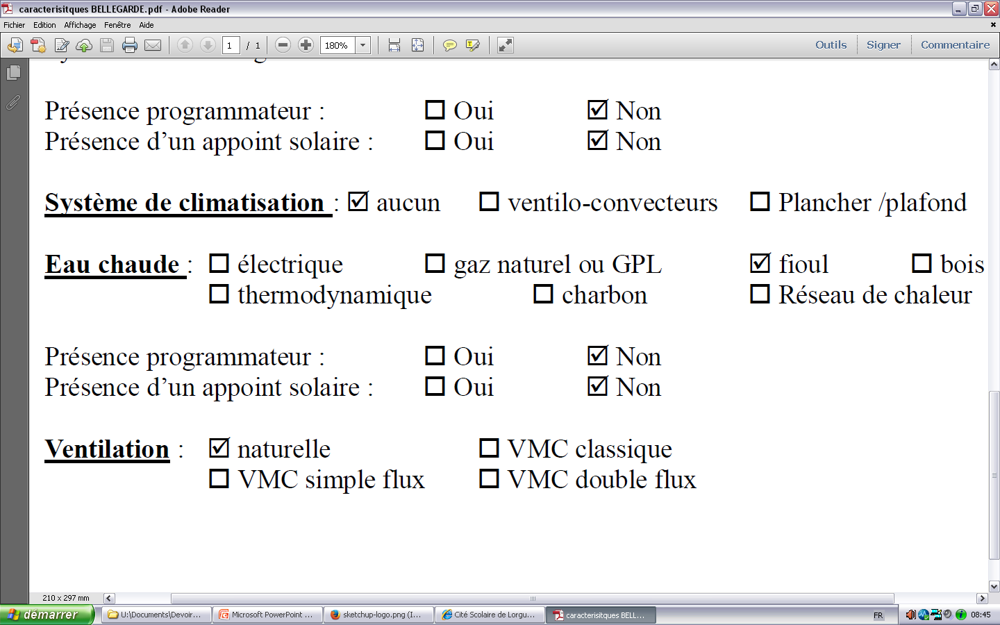 caracterisitques BELLEGARDE.pdf - Adobe Reader
Fichier Edition Affichage Fenêtre Aide
1 / 1 180% Outils Signer Commentaire
Présence programmateur : Oui Non
Présence d’un appoint solaire : Oui Non
Système de climatisation : aucun ventilo-convecteurs Plancher /plafond
Eau chaude : électrique gaz naturel ou GPL fioul bois
thermodynamique charbon Réseau de chaleur
Présence programmateur : Oui Non
Présence d’un appoint solaire : Oui Non
Ventilation : naturelle VMC classique
VMC simple flux VMC double flux
210 x 297 mm
démarrer U:\Documents\Devoir... Microsoft PowerPoint ... sketchup-logo.png (I... Cité Scolaire de Lorgu... caracterisitques BELL... FR 08:45